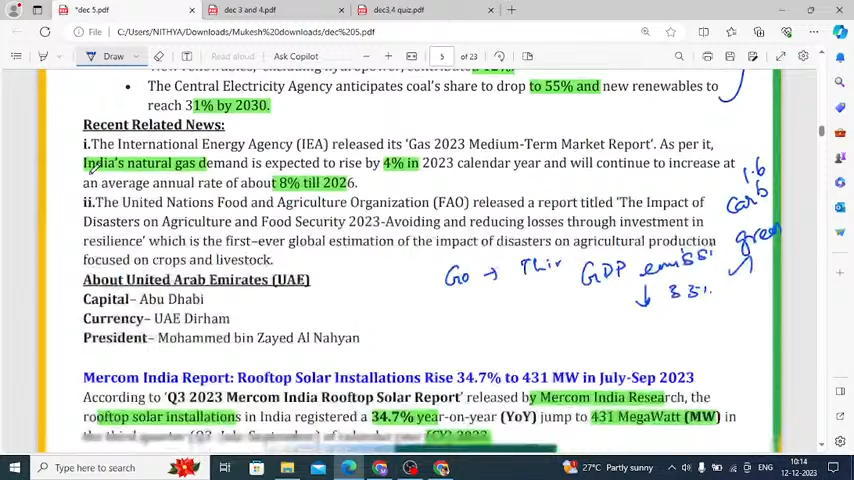 *dec 5.pdf
dec 3 and 4.pdf
dec3,4 quiz.pdf
File C:/Users/NITHYA/Downloads/Mukesh%20downloads/dec%205.pdf
Draw Read aloud Ask Copilot 5 of 23
The Central Electricity Agency anticipates coal's share to drop to 55% and new renewables to
reach 31% by 2030.
Recent Related News:
i.The International Energy Agency (IEA) released its 'Gas 2023 Medium-Term Market Report'. As per it,
India's natural gas demand is expected to rise by 4% in 2023 calendar year and will continue to increase at
an average annual rate of about 8% till 2026.
1.6
ii.The United Nations Food and Agriculture Organization (FAO) released a report titled 'The Impact of
Carb
Disasters on Agriculture and Food Security 2023-Avoiding and reducing losses through investment in
resilience' which is the first-ever global estimation of the impact of disasters on agricultural production
green
focused on crops and livestock.
Go → GDP emissi
↓ 33%
About United Arab Emirates (UAE)
Capital– Abu Dhabi
Currency– UAE Dirham
President– Mohammed bin Zayed Al Nahyan
Mercom India Report: Rooftop Solar Installations Rise 34.7% to 431 MW in July-Sep 2023
According to 'Q3 2023 Mercom India Rooftop Solar Report' released by Mercom India Research, the
rooftop solar installations in India registered a 34.7% year-on-year (YoY) jump to 431 MegaWatt (MW) in
Type here to search
27°C Partly sunny
ENG
10:14
12-12-2023